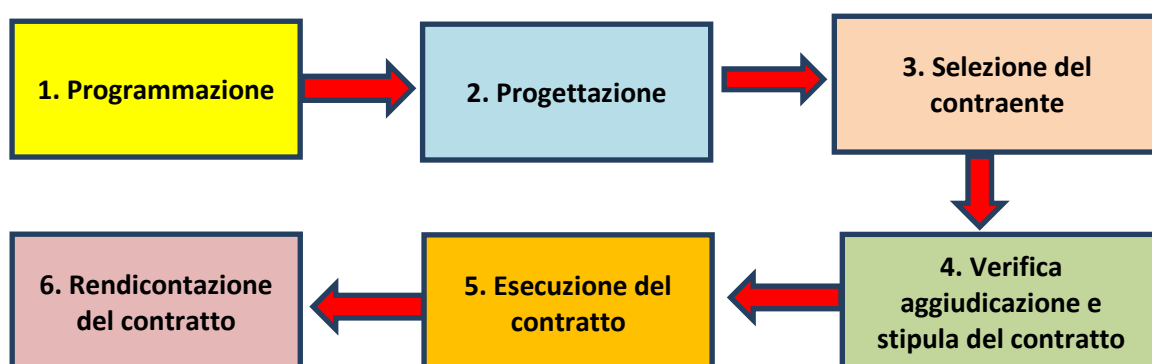 1. Programmazione
2. Progettazione
3. Selezione del
contraente
4. Verifica
aggiudicazione e
stipula del contratto
5. Esecuzione del
contratto
6. Rendicontazione
del contratto